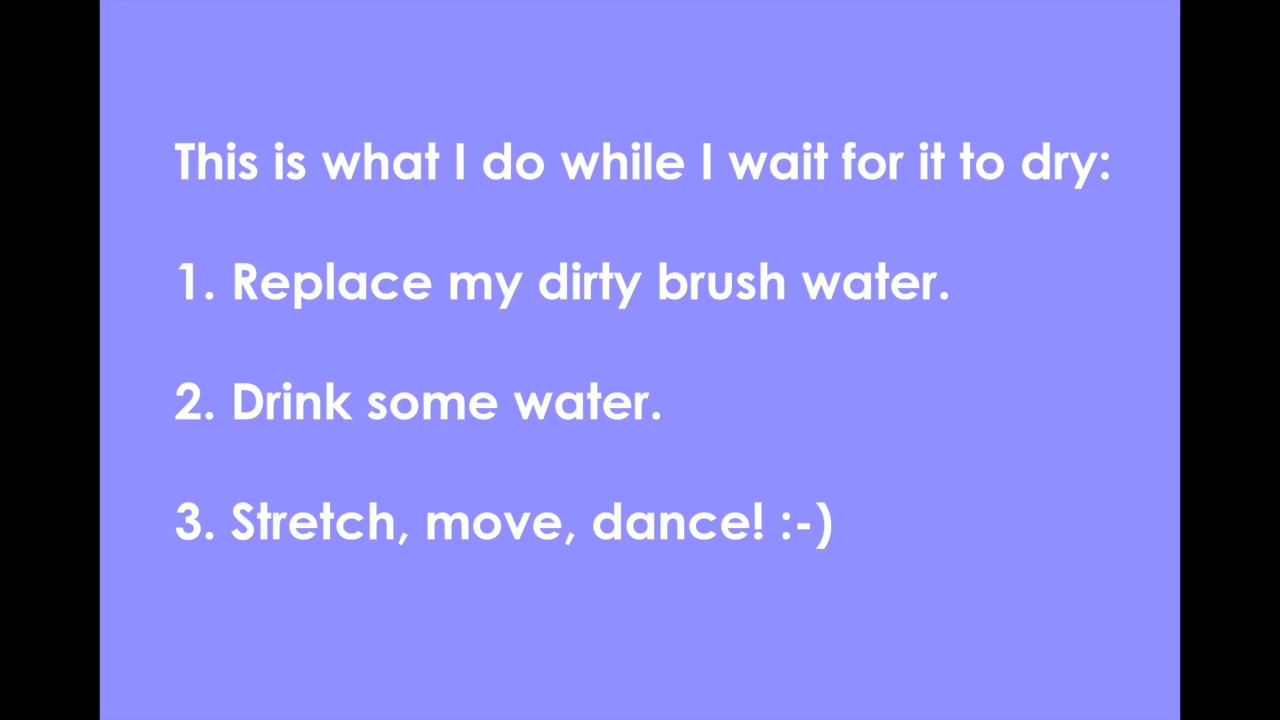 This is what I do while I wait for it to dry:
1. Replace my dirty brush water.
2. Drink some water.
3. Stretch, move, dance! :-)